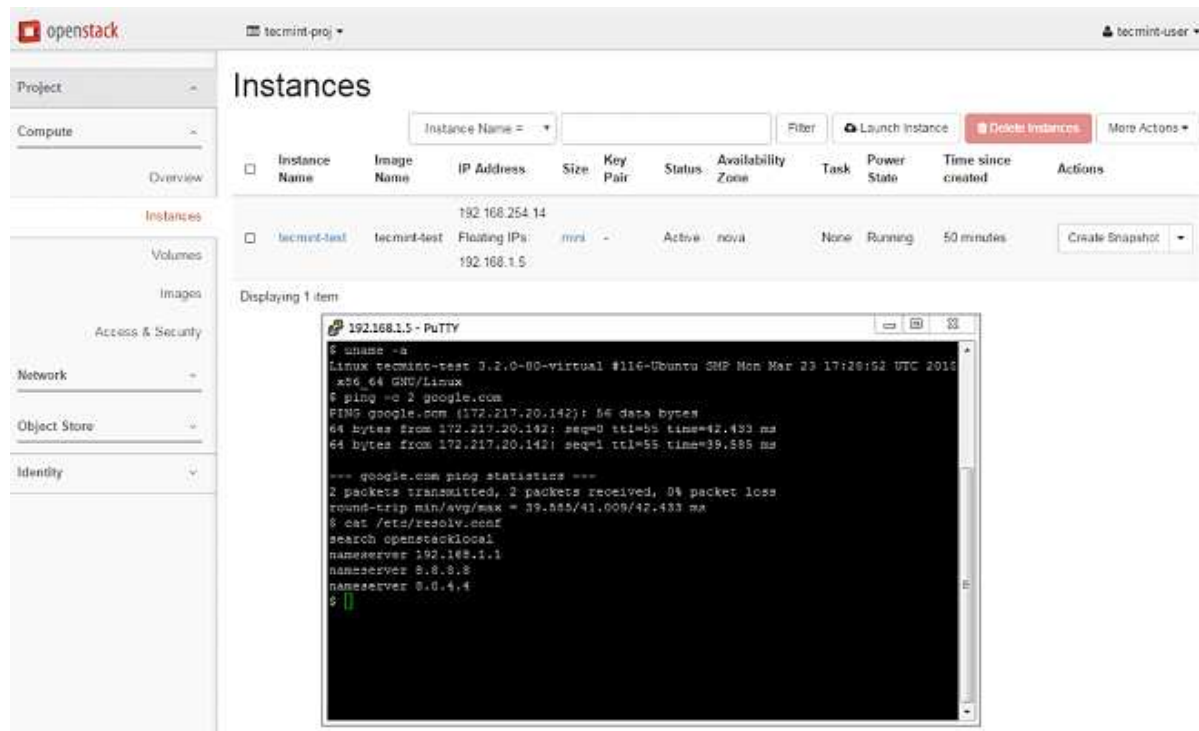 openstack
tecmint-proj
tecmint-user
Project
Compute
Overview
Instances
Volumes
Images
Access & Security
Network
Object Store
Identity
Instances
Instance Name =
Filter
Launch Instance
Delete Instances
More Actions
Instance Name
Image Name
IP Address
Size
Key Pair
Status
Availability Zone
Task
Power State
Time since created
Actions
tecmint-test
tecmint-test
192.168.254.14
Floating IPs:
192.168.1.5
mini
-
Active
nova
None
Running
50 minutes
Create Snapshot
Displaying 1 item
192.168.1.5 - PuTTY
$ uname -a
Linux tecmint-test 3.2.0-80-virtual #116-Ubuntu SMP Mon Mar 23 17:28:52 UTC
x86_64 GNU/Linux
$ ping -c 2 google.com
PING google.com (172.217.20.142): 56 data bytes
64 bytes from 172.217.20.142: seq=0 ttl=55 time=42.433 ms
64 bytes from 172.217.20.142: seq=1 ttl=55 time=39.585 ms
--- google.com ping statistics ---
2 packets transmitted, 2 packets received, 0% packet loss
round-trip min/avg/max = 39.585/41.009/42.433 ms
$ cat /etc/resolv.conf
search openstacklocal
nameserver 192.168.1.1
nameserver 8.8.8.8
nameserver 8.8.4.4
$